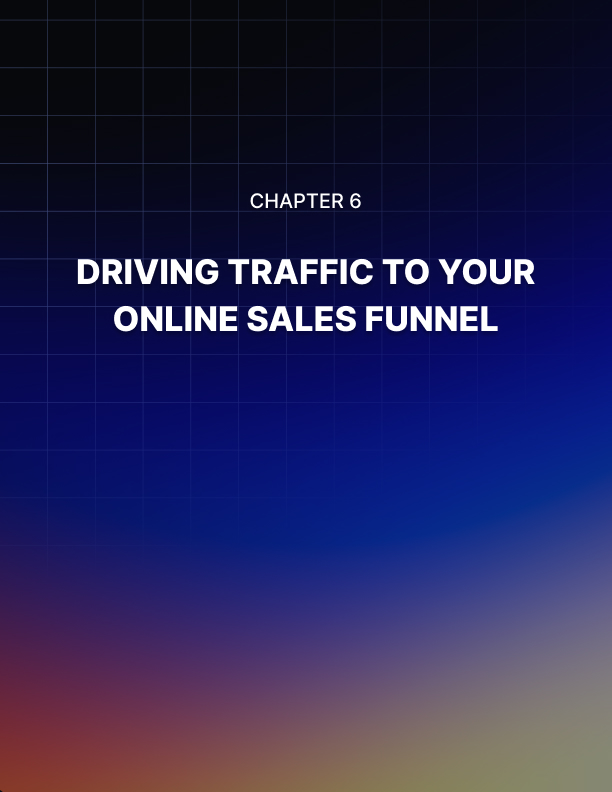 CHAPTER 6
DRIVING TRAFFIC TO YOUR
ONLINE SALES FUNNEL